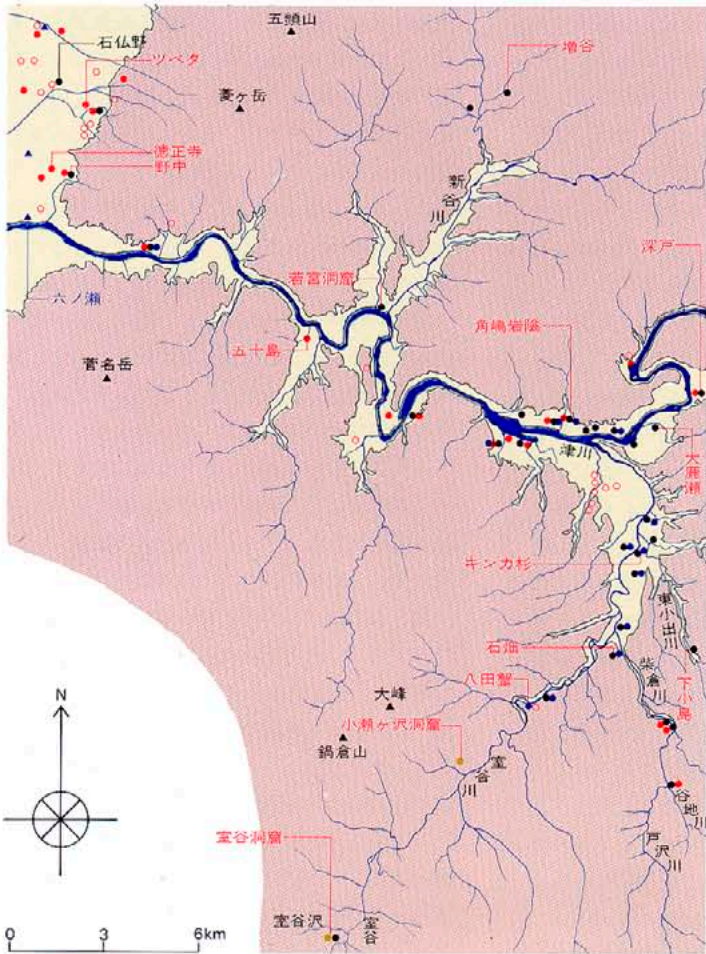 五頭山
石仏野
ツベタ
増谷
菱ヶ岳
徳正寺
野中
新谷川
深戸
若宮洞窟
六ノ瀬
角嶋岩陰
五十島
菅名岳
津川
大鹿瀬
キンカ杉
東小出川
石畑
柴倉川
八田蟹
下小島
大峰
小瀬ヶ沢洞窟
N
鍋倉山
室谷川
谷地川
戸沢川
室谷洞窟
室谷沢
室谷
0 3 6km